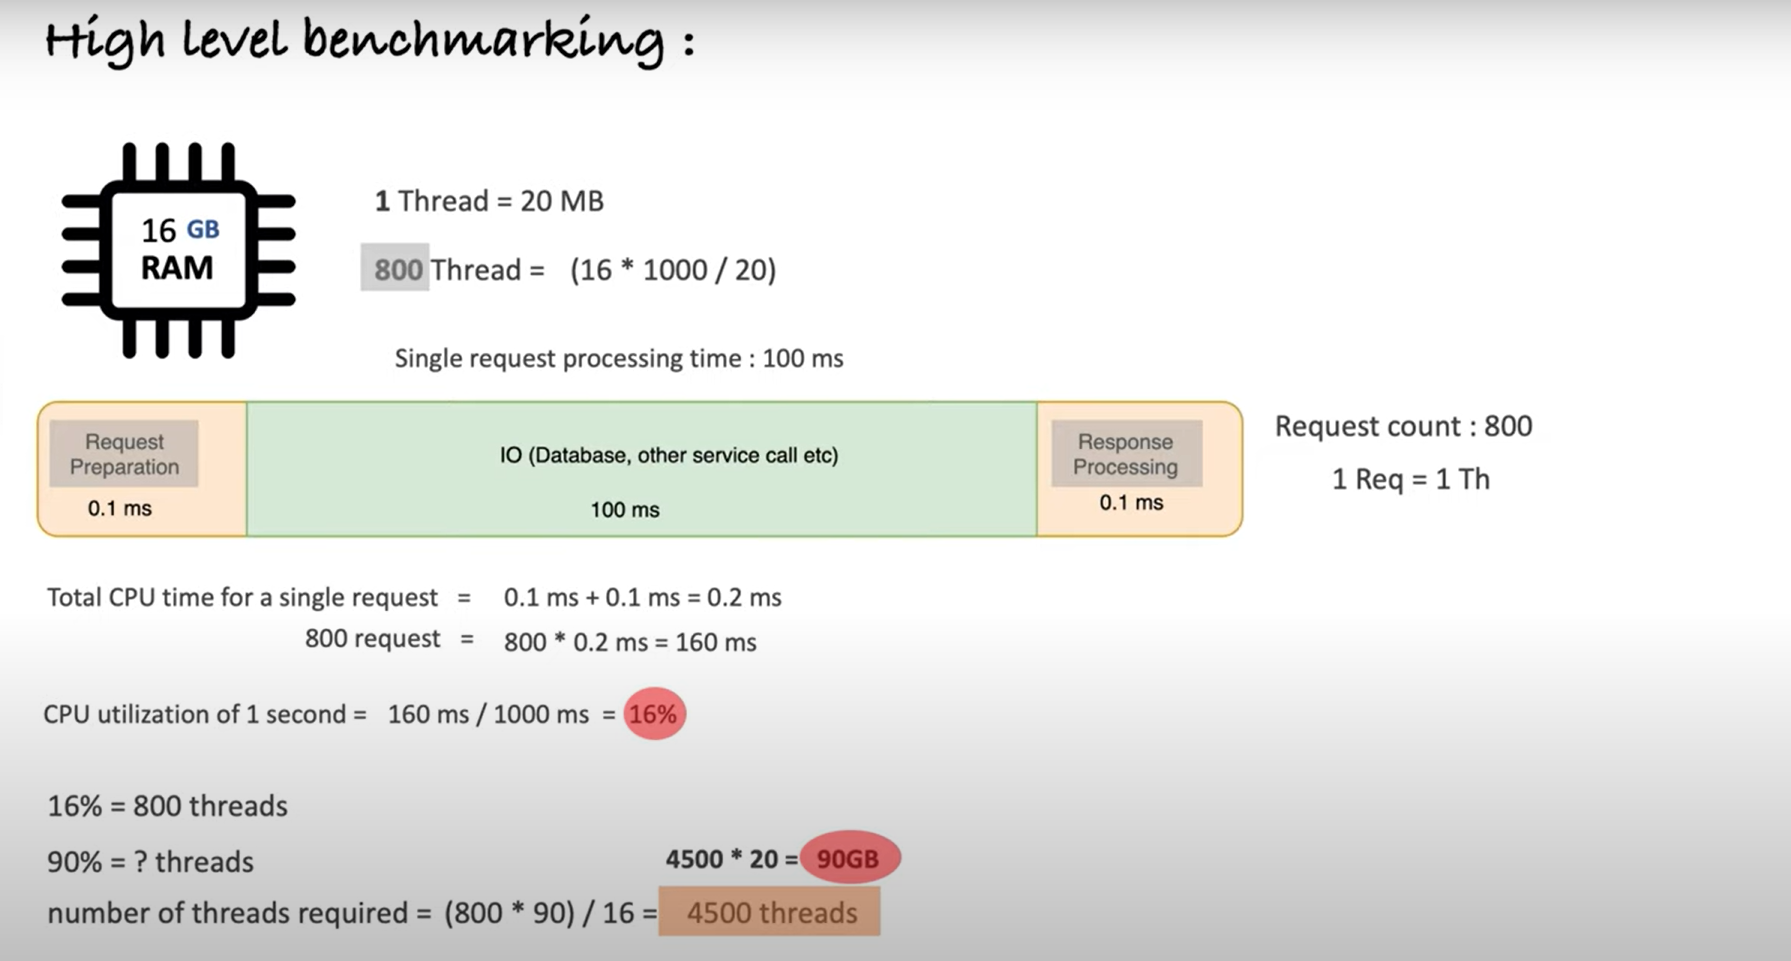 High level benchmarking :
16 GB
RAM
1 Thread = 20 MB
800 Thread = (16 * 1000 / 20)
Single request processing time : 100 ms
Request
Preparation
0.1 ms
IO (Database, other service call etc)
100 ms
Response
Processing
0.1 ms
Request count : 800
1 Req = 1 Th
Total CPU time for a single request = 0.1 ms + 0.1 ms = 0.2 ms
800 request = 800 * 0.2 ms = 160 ms
CPU utilization of 1 second = 160 ms / 1000 ms = 16%
16% = 800 threads
90% = ? threads
4500 * 20 = 90GB
number of threads required = (800 * 90) / 16 = 4500 threads